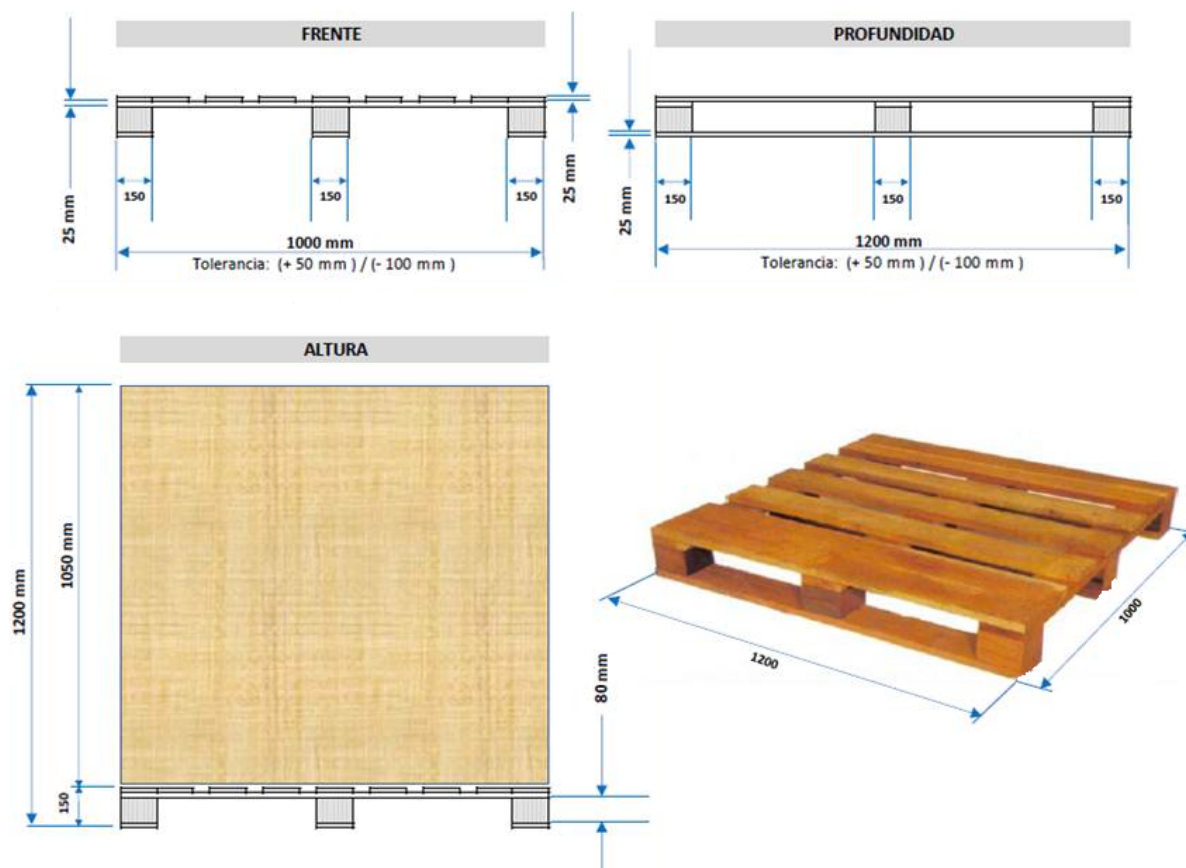 FRENTE
25 mm
150
150
150
25 mm
1000 mm
Tolerancia: (+ 50 mm ) / (- 100 mm )
PROFUNDIDAD
25 mm
150
150
150
1200 mm
Tolerancia: (+ 50 mm ) / (- 100 mm )
ALTURA
1200 mm
1050 mm
150
80 mm
1200
1000